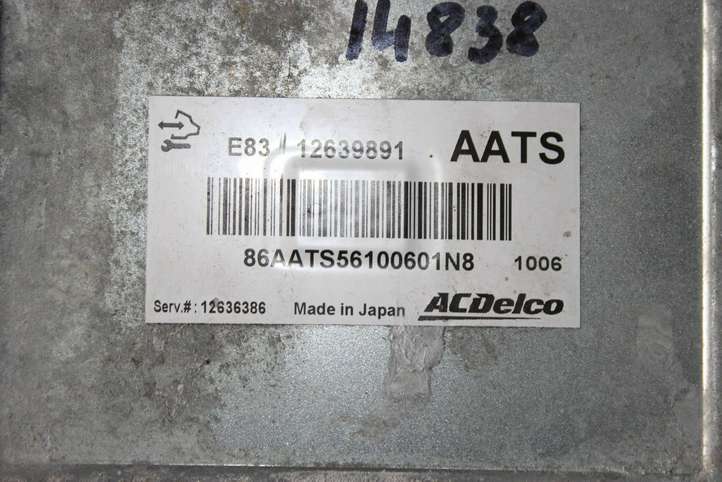 14838
E83 12639891 AATS
86AATS56100601N8 1006
Serv.#: 12636386 Made in Japan ACDelco